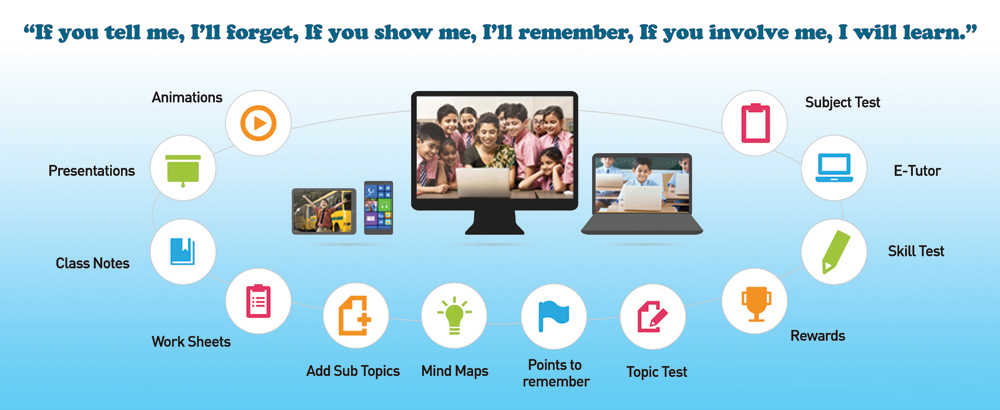 “If you tell me, I’ll forget, If you show me, I’ll remember, If you involve me, I will learn.”
Animations
Presentations
Class Notes
Work Sheets
Add Sub Topics
Mind Maps
Points to
remember
Topic Test
Rewards
Skill Test
E-Tutor
Subject Test